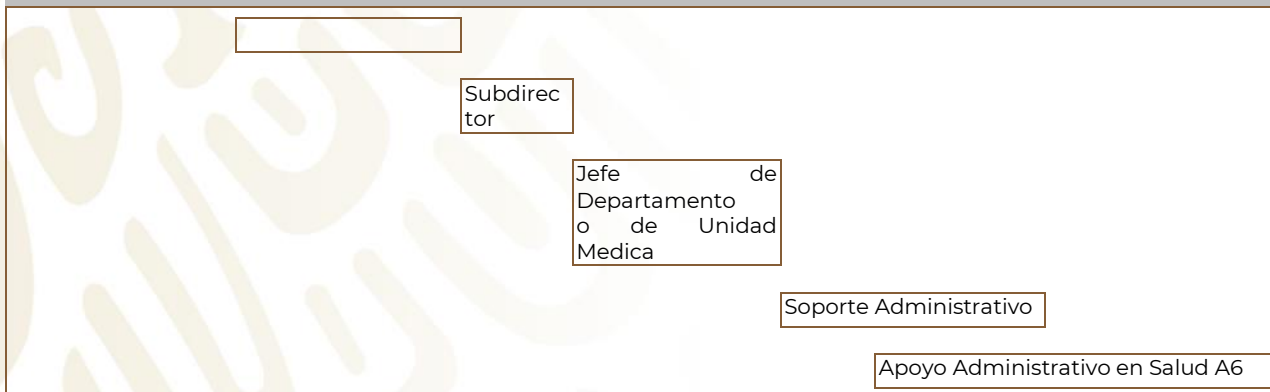 Subdirec
tor
Jefe de
Departamento
o de Unidad
Medica
Soporte Administrativo
Apoyo Administrativo en Salud A6